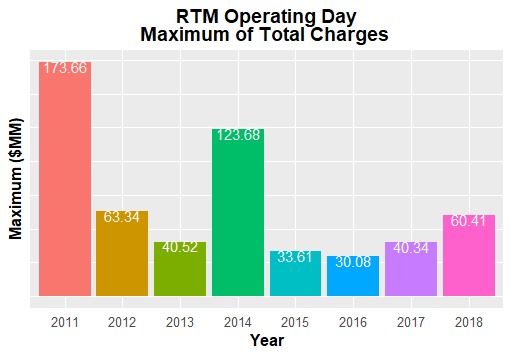 RTM Operating Day
Maximum of Total Charges
Maximum ($MM)
173.66
63.34
40.52
123.68
33.61
30.08
40.34
60.41
2011 2012 2013 2014 2015 2016 2017 2018
Year